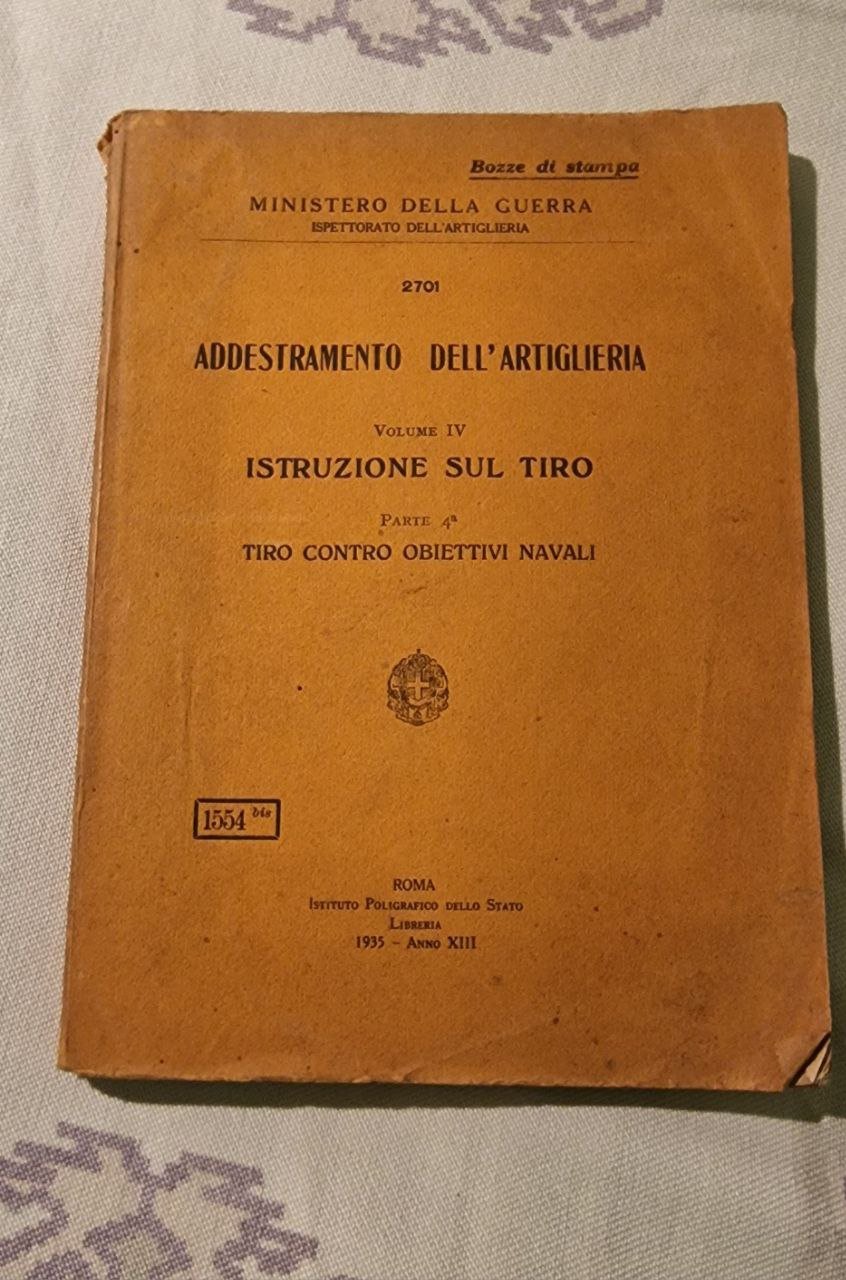 Bozze di stampa
MINISTERO DELLA GUERRA
ISPETTORATO DELL'ARTIGLIERIA
2701
ADDESTRAMENTO DELL'ARTIGLIERIA
VOLUME IV
ISTRUZIONE SUL TIRO
PARTE 4ª
TIRO CONTRO OBIETTIVI NAVALI
1554 bis
ROMA
ISTITUTO POLIGRAFICO DELLO STATO
LIBRERIA
1935 - ANNO XIII